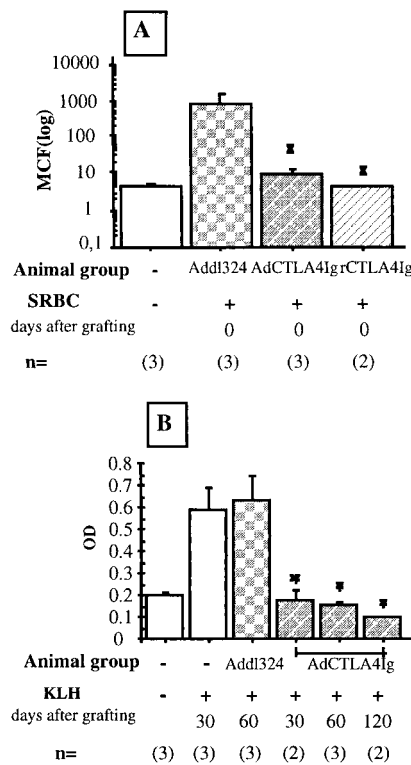 A
10000
1000
100
10
1
0,1
MCF(log)
Animal group - Addl324 AdCTLA4Ig rCTLA4Ig
SRBC - + + +
days after grafting 0 0 0
n= (3) (3) (3) (2)
B
0.8
0.7
0.6
0.5
0.4
0.3
0.2
0.1
0
OD
Animal group - - Addl324 AdCTLA4Ig
KLH - + + + + +
days after grafting 30 60 30 60 120
n= (3) (3) (3) (2) (3) (2)